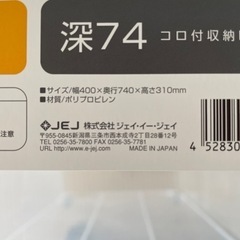 深74 コロ付収納
■サイズ/幅400×奥行740×高さ310mm
■材質/ポリプロピレン
注意
JEJ 株式会社ジェイ・イー・ジェイ
〒955-0845新潟県三条市西本成寺2丁目28番12号
TEL 0256-35-7800 FAX 0256-35-7781
http://www.e-jej.com MADE IN JAPAN
4 52830